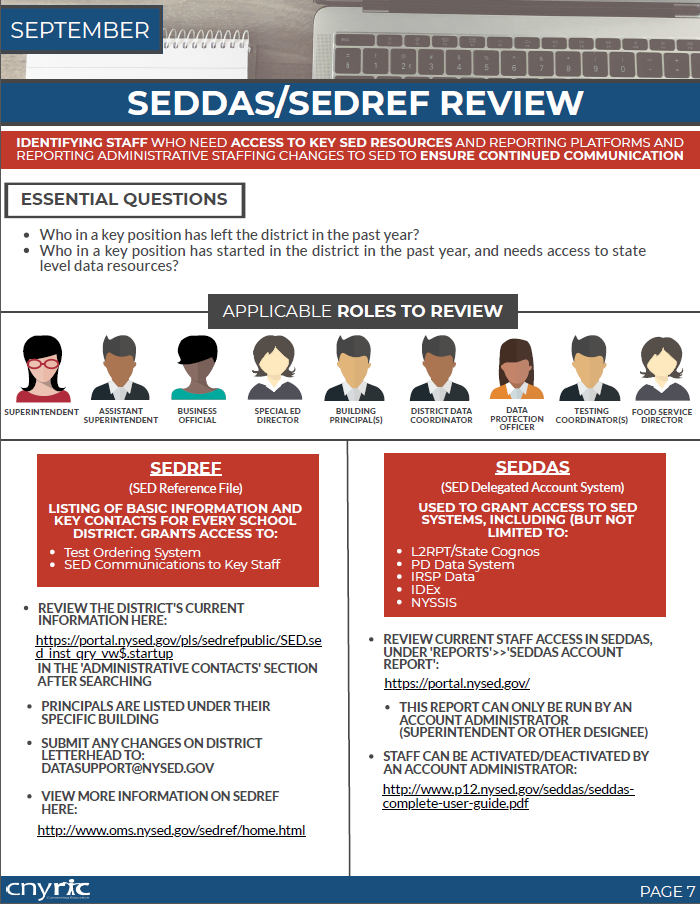 SEPTEMBER
SEDDAS/SEDREF REVIEW
IDENTIFYING STAFF WHO NEED ACCESS TO KEY SED RESOURCES AND REPORTING PLATFORMS AND
REPORTING ADMINISTRATIVE STAFFING CHANGES TO SED TO ENSURE CONTINUED COMMUNICATION
ESSENTIAL QUESTIONS
• Who in a key position has left the district in the past year?
• Who in a key position has started in the district in the past year, and needs access to state
level data resources?
APPLICABLE ROLES TO REVIEW
SUPERINTENDENT
ASSISTANT
SUPERINTENDENT
BUSINESS
OFFICIAL
SPECIAL ED
DIRECTOR
BUILDING
PRINCIPAL(S)
DISTRICT DATA
COORDINATOR
DATA
PROTECTION
OFFICER
TESTING
COORDINATOR(S)
FOOD SERVICE
DIRECTOR
SEDREF
(SED Reference File)
LISTING OF BASIC INFORMATION AND
KEY CONTACTS FOR EVERY SCHOOL
DISTRICT. GRANTS ACCESS TO:
• Test Ordering System
• SED Communications to Key Staff
• REVIEW THE DISTRICT'S CURRENT
INFORMATION HERE:
https://portal.nysed.gov/pls/sedrefpublic/SED.se
d_inst_qry_vw$.startup
IN THE 'ADMINISTRATIVE CONTACTS' SECTION
AFTER SEARCHING
• PRINCIPALS ARE LISTED UNDER THEIR
SPECIFIC BUILDING
• SUBMIT ANY CHANGES ON DISTRICT
LETTERHEAD TO:
DATASUPPORT@NYSED.GOV
• VIEW MORE INFORMATION ON SEDREF
HERE:
http://www.oms.nysed.gov/sedref/home.html
SEDDAS
(SED Delegated Account System)
USED TO GRANT ACCESS TO SED
SYSTEMS, INCLUDING (BUT NOT
LIMITED TO:
• L2RPT/State Cognos
• PD Data System
• IRSP Data
• IDEx
• NYSSIS
• REVIEW CURRENT STAFF ACCESS IN SEDDAS,
UNDER 'REPORTS'>>'SEDDAS ACCOUNT
REPORT':
https://portal.nysed.gov/
• THIS REPORT CAN ONLY BE RUN BY AN
ACCOUNT ADMINISTRATOR
(SUPERINTENDENT OR OTHER DESIGNEE)
• STAFF CAN BE ACTIVATED/DEACTIVATED BY
AN ACCOUNT ADMINISTRATOR:
http://www.p12.nysed.gov/seddas/seddas-
complete-user-guide.pdf
cnyric
PAGE 7